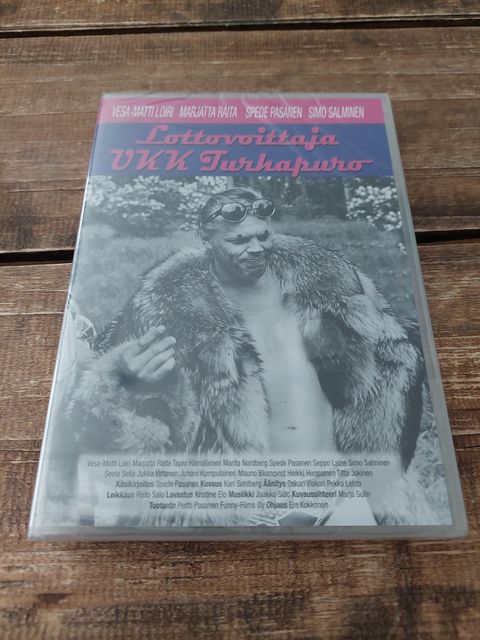 VESA-MATTI LOIRI MARJATTA RAITA SPEDE PASANEN SIMO SALMINEN
Lottovoittaja
UKK Turhapuro
Vesa-Matti Loiri Marjatta Raita Tapio Hämäläinen Marita Nordberg Spede Pasanen Seppo Laine Simo Salminen
Seela Sella Jukka Virtanen Juhani Kumpulainen Mauno Blomqvist Heikki Huopainen Titta Jokinen
Käsikirjoitus Spede Pasanen Kuvaus Kari Sohlberg Äänitys Oskari Viskari Pekka Lehto
Leikkaus Risto Salo Lavastus Kristine Elo Musiikki Jaakko Salo Kuvaussihteeri Marja Sulin
Tuotanto Pertti Pasanen Funny-Films Oy Ohjaus Ere Kokkonen